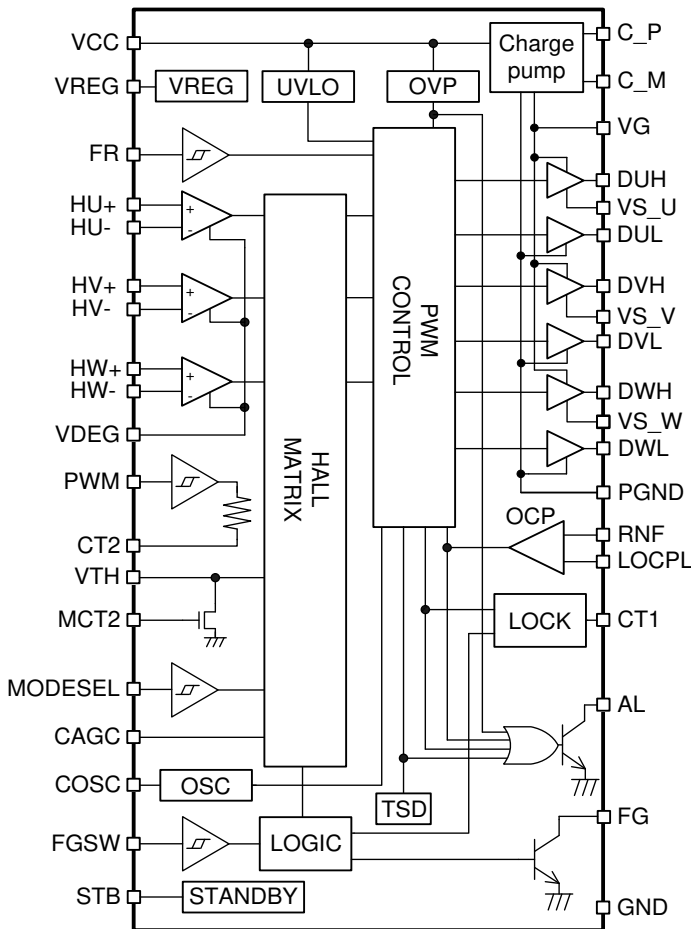 VCC
VREG
FR
HU+
HU-
HV+
HV-
HW+
HW-
VDEG
PWM
CT2
VTH
MCT2
MODESEL
CAGC
COSC
FGSW
STB
VREG
UVLO
OVP
Charge
pump
+
-
+
-
+
-
HALL
MATRIX
PWM
CONTROL
OCP
LOCK
OSC
TSD
LOGIC
STANDBY
C_P
C_M
VG
DUH
VS_U
DUL
DVH
VS_V
DVL
DWH
VS_W
DWL
PGND
RNF
LOCPL
CT1
AL
FG
GND